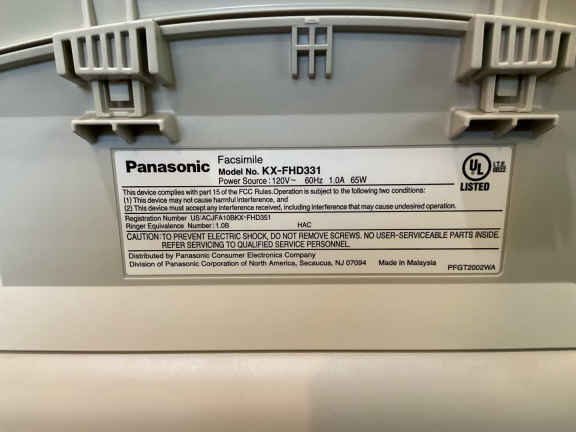 Panasonic
Facsimile
Model No. KX-FHD331
Power Source : 120V~ 60Hz 1.0A 65W
UL
LISTED
This device complies with part 15 of the FCC Rules.Operation is subject to the following two conditions:
(1) This device may not cause harmful interference, and
(2) This device must accept any interference received, including interference that may cause undesired operation.
Registration Number US:ACJFA10BKX-FHD351
Ringer Equivalence Number : 1.0B HAC
CAUTION: TO PREVENT ELECTRIC SHOCK, DO NOT REMOVE SCREWS. NO USER-SERVICEABLE PARTS INSIDE.
REFER SERVICING TO QUALIFIED SERVICE PERSONNEL.
Distributed by Panasonic Consumer Electronics Company
Division of Panasonic Corporation of North America, Secaucus, NJ 07094 Made in Malaysia
PFGT2002WA